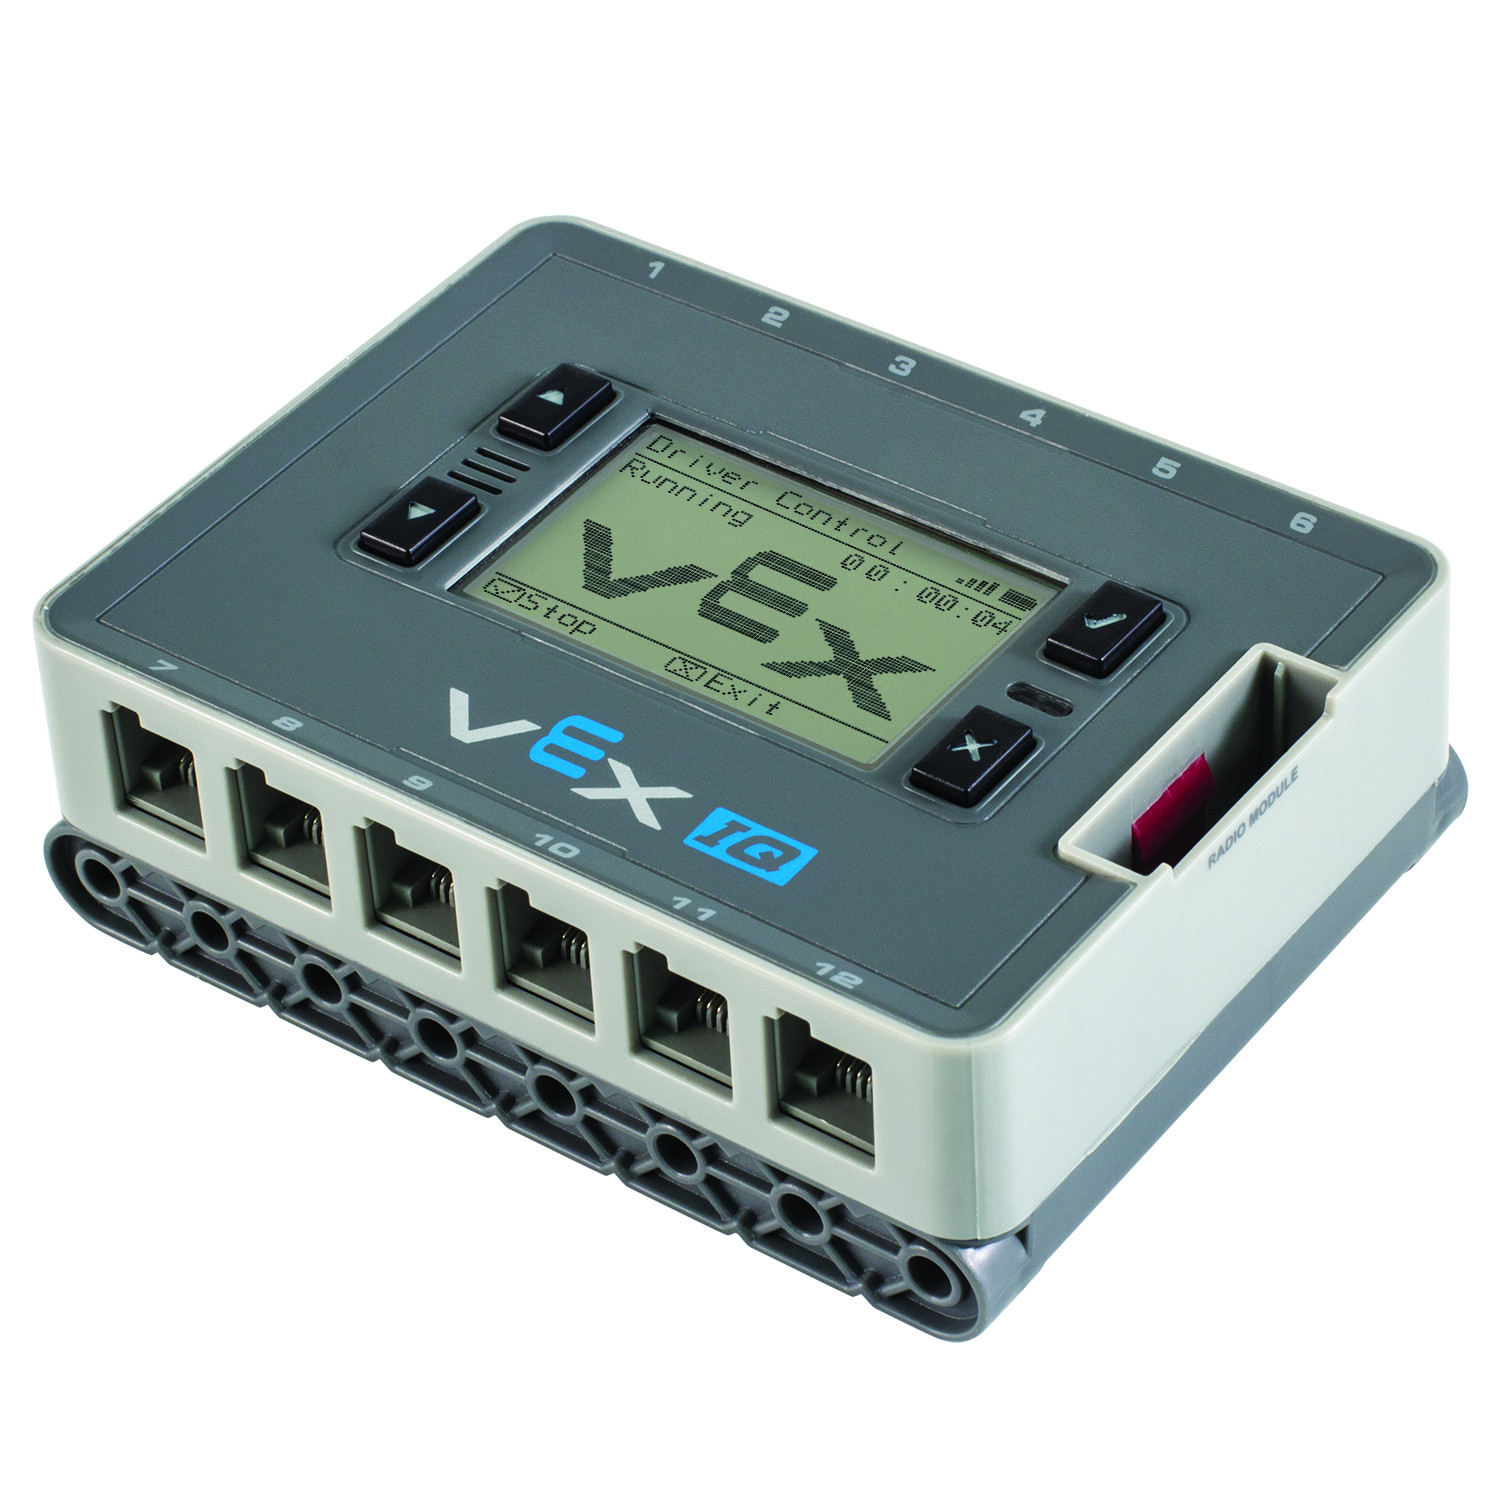 1
2
3
4
5
6
Driver Control
Running
00:00:04
VEX
Stop
Exit
7
8
9
10
11
12
VEX IQ
RADIO MODULE